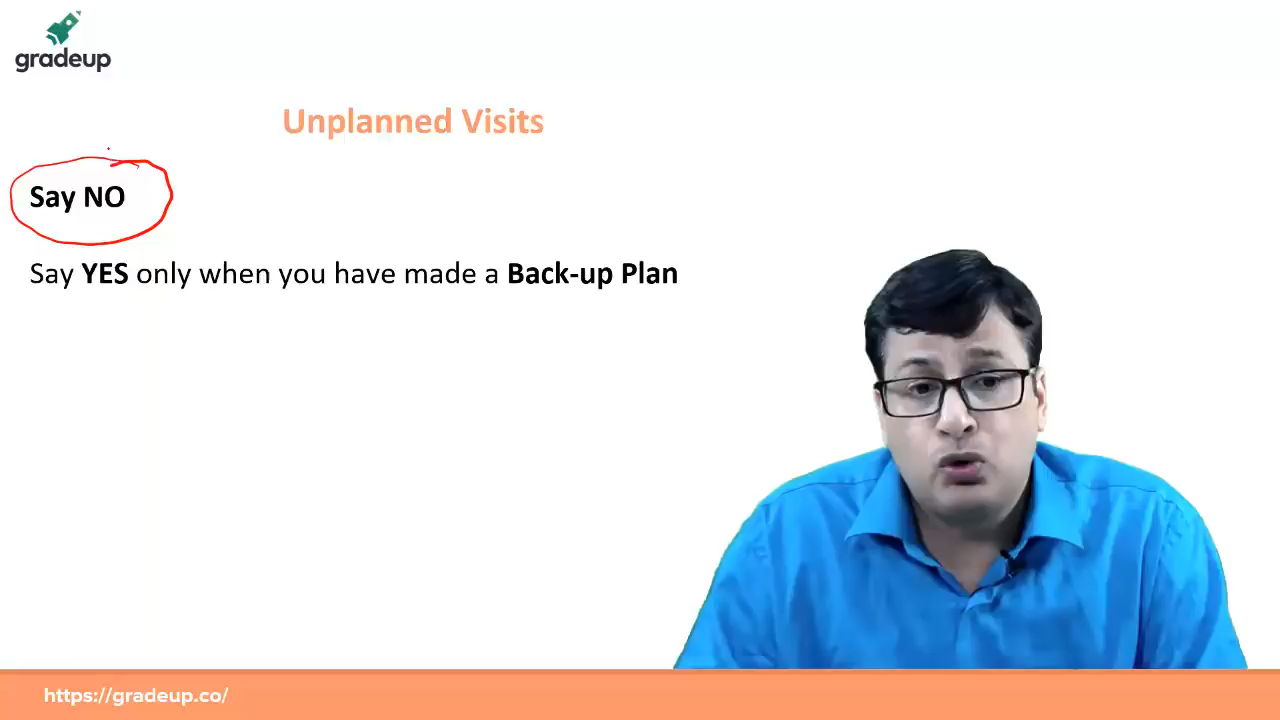 gradeup
Unplanned Visits
Say NO
Say YES only when you have made a Back-up Plan
https://gradeup.co/